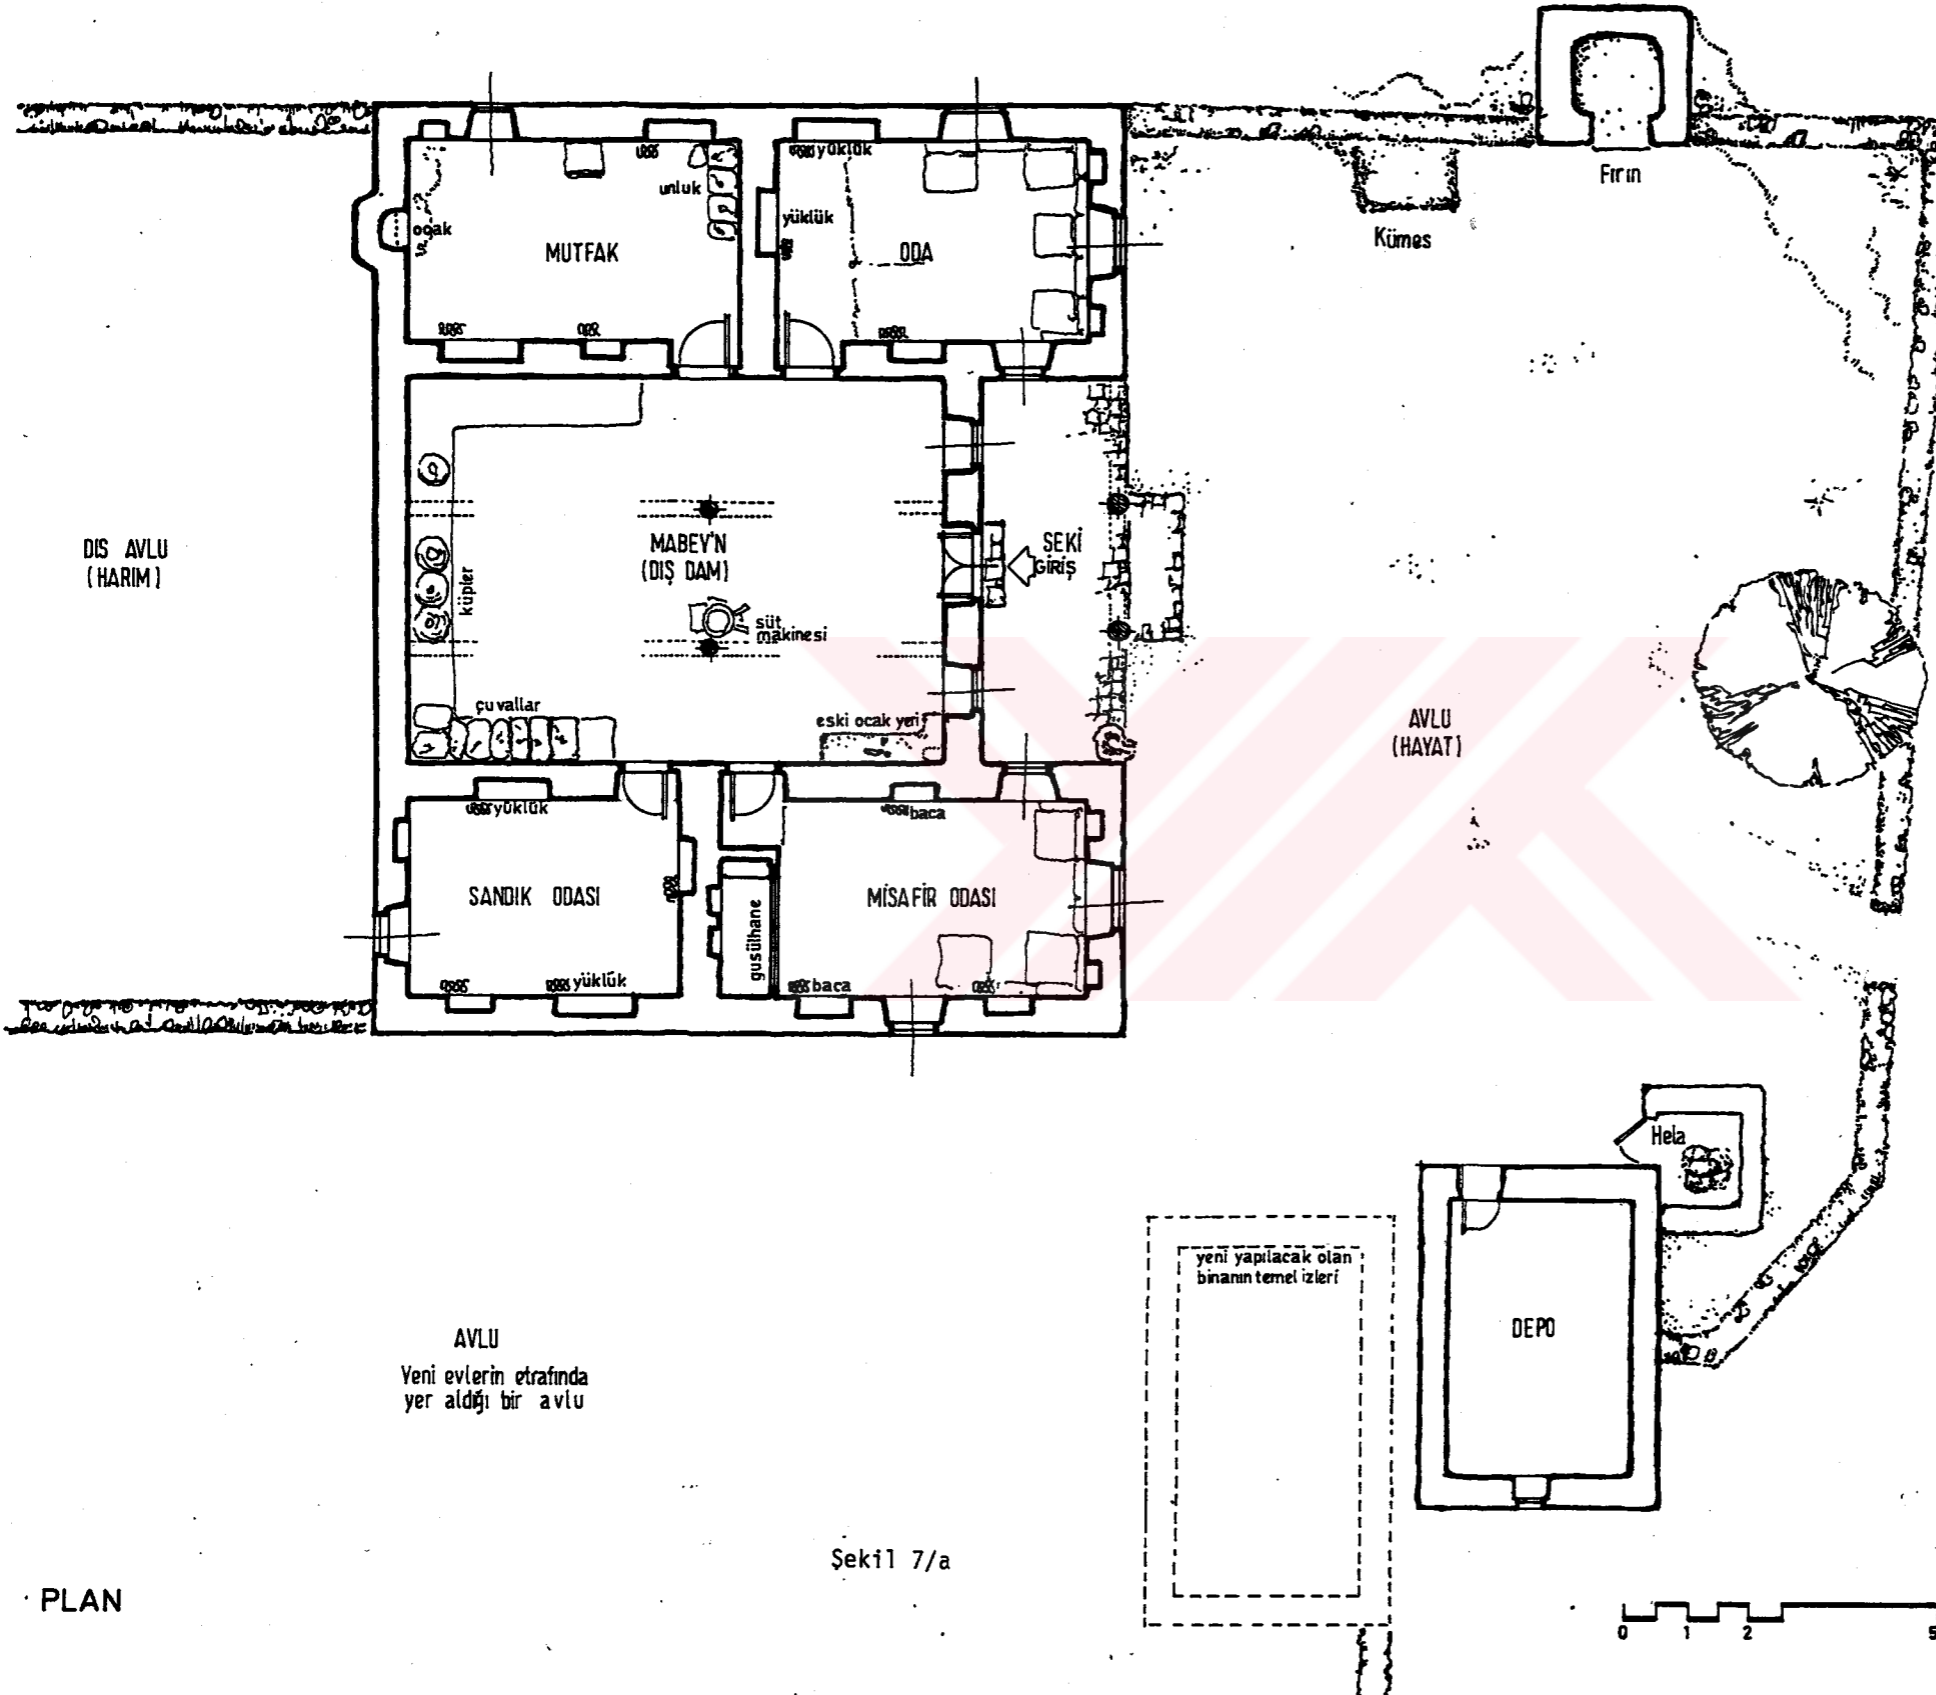 Fırın
yüklük
unluk
ocak
yüklük
MUTFAK
ODA
Kümes
DIS AVLU
(HARIM)
MABEY'N
(DIŞ DAM)
SEKİ
GİRİŞ
küpler
süt
makinesi
çuvallar
eski ocak yeri
AVLU
(HAYAT)
yüklük
baca
SANDIK ODASI
MİSAFİR ODASI
gusülhane
yüklük
baca
Hela
yeni yapılacak olan
binanın temel izleri
DEPO
AVLU
Yeni evlerin etrafında
yer aldığı bir avlu
Şekil 7/a
PLAN
0 1 2 5